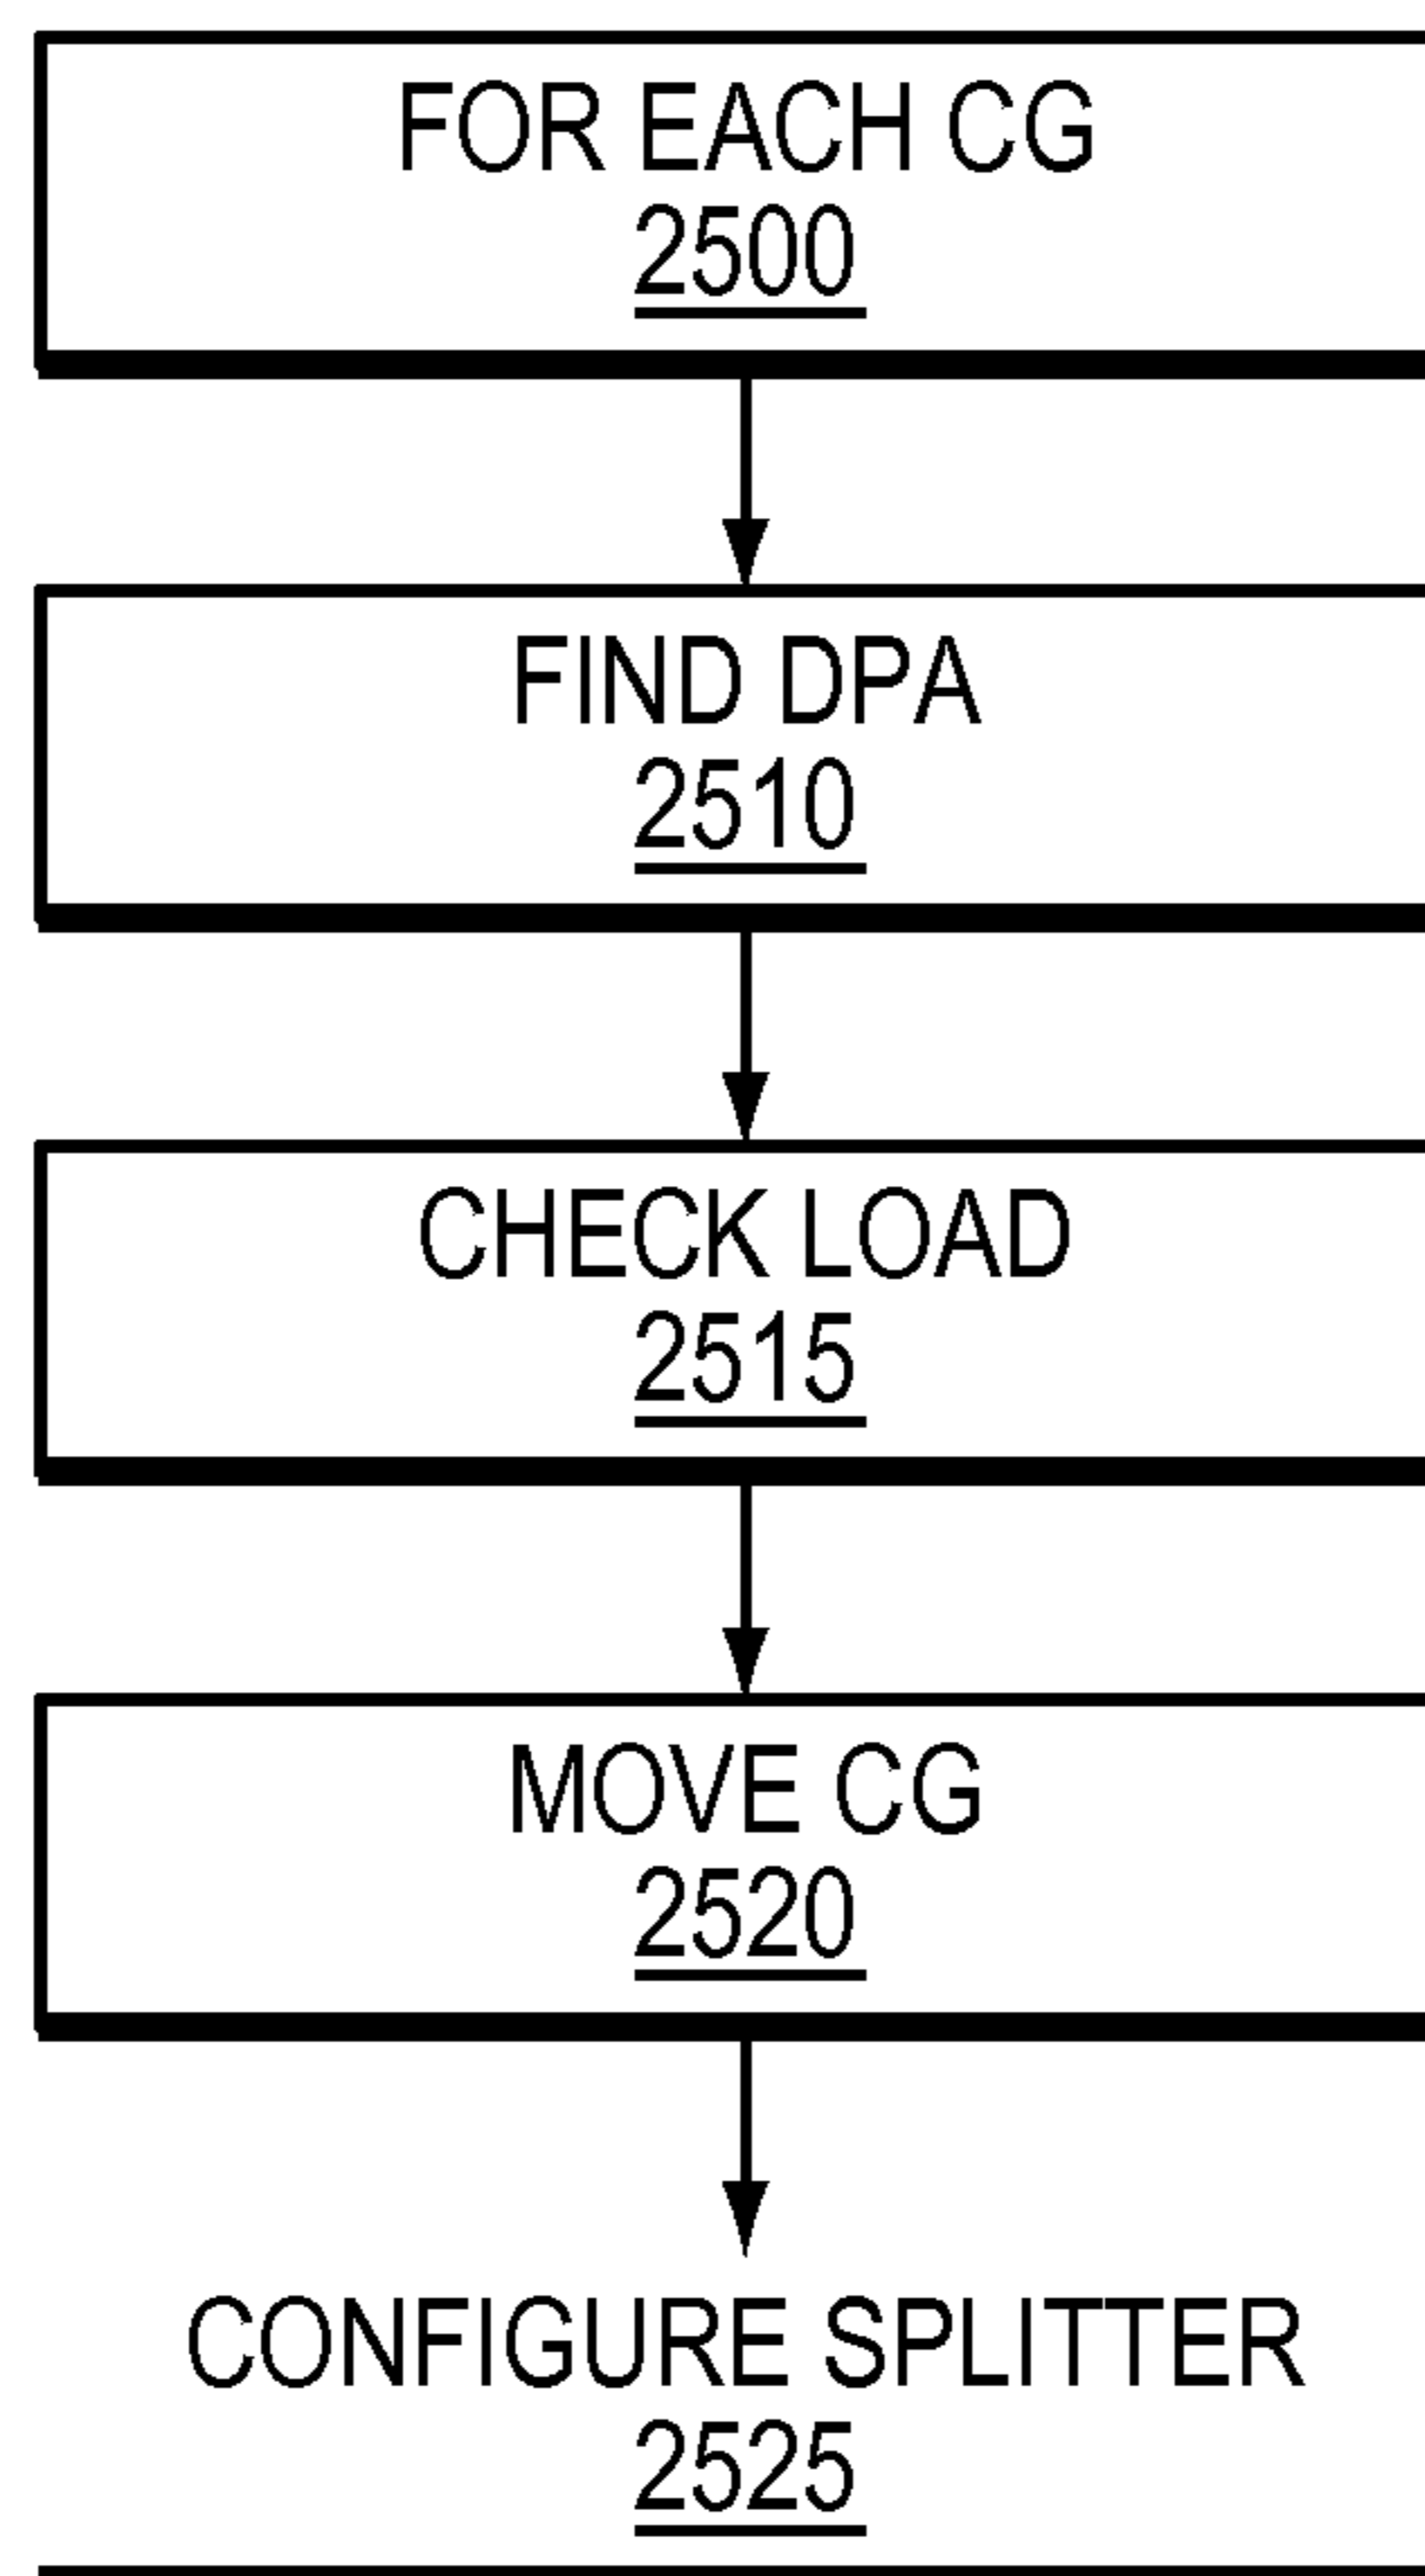 FOR EACH CG
2500
FIND DPA
2510
CHECK LOAD
2515
MOVE CG
2520
CONFIGURE SPLITTER
2525